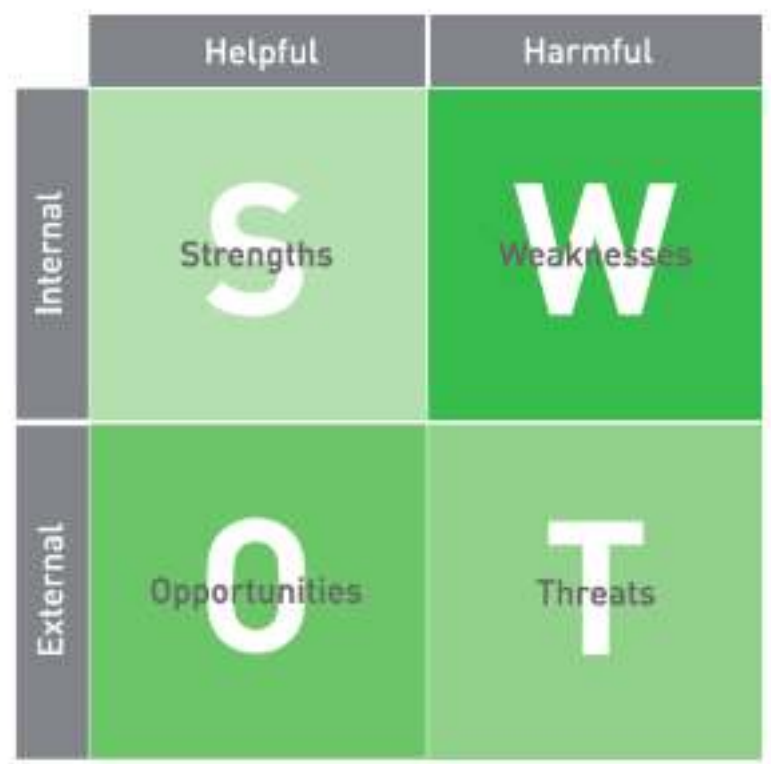 Helpful
Harmful
Internal
S
Strengths
W
Weaknesses
External
O
Opportunities
T
Threats